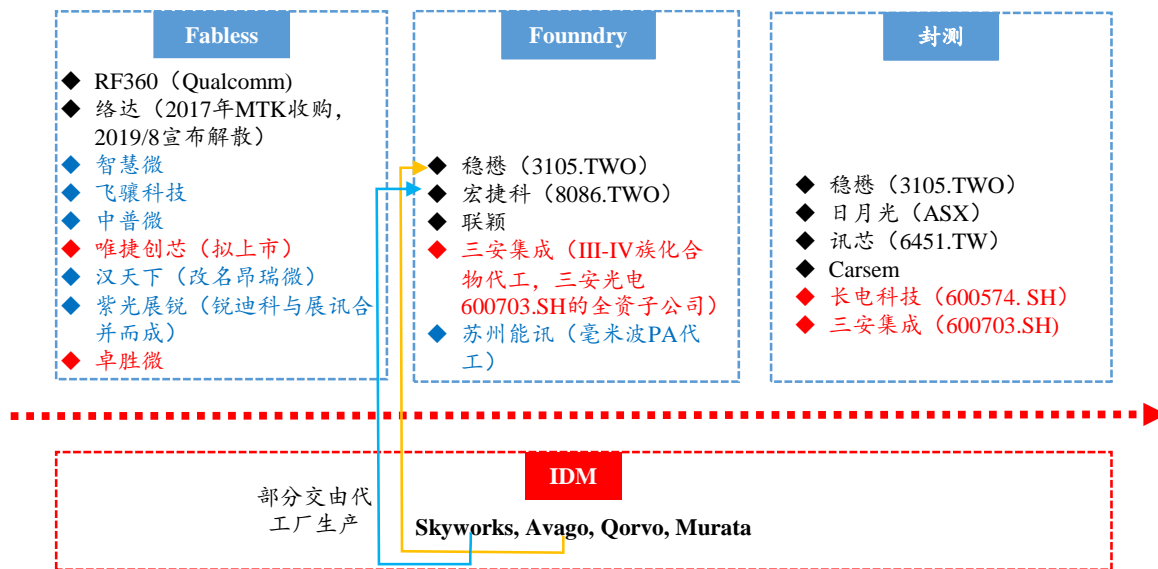 Fabless
RF360（Qualcomm)
络达（2017年MTK收购，
2019/8宣布解散）
智慧微
飞骧科技
中普微
唯捷创芯（拟上市）
汉天下（改名昂瑞微）
紫光展锐（锐迪科与展讯合
并而成）
卓胜微
Founndry
稳懋（3105.TWO）
宏捷科（8086.TWO）
联颖
三安集成（III-IV族化合
物代工，三安光电
600703.SH的全资子公司）
苏州能讯（毫米波PA代
工）
封测
稳懋（3105.TWO）
日月光（ASX）
讯芯（6451.TW）
Carsem
长电科技（600574. SH）
三安集成（600703.SH)
IDM
部分交由代
工厂生产
Skyworks, Avago, Qorvo, Murata